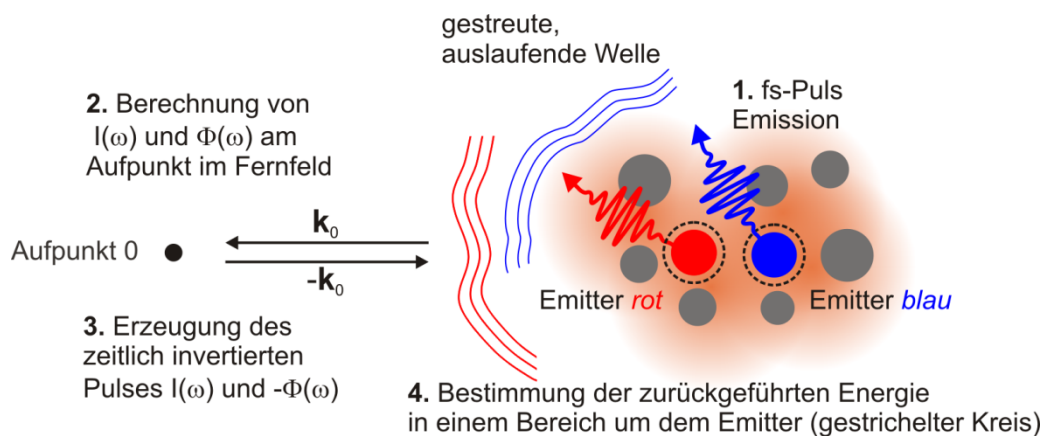 gestreute,
auslaufende Welle
1. fs-Puls
Emission
2. Berechnung von
I(ω) und Φ(ω) am
Aufpunkt im Fernfeld
k₀
Aufpunkt 0
-k₀
Emitter rot
Emitter blau
3. Erzeugung des
zeitlich invertierten
Pulses I(ω) und -Φ(ω)
4. Bestimmung der zurückgeführten Energie
in einem Bereich um dem Emitter (gestrichelter Kreis)